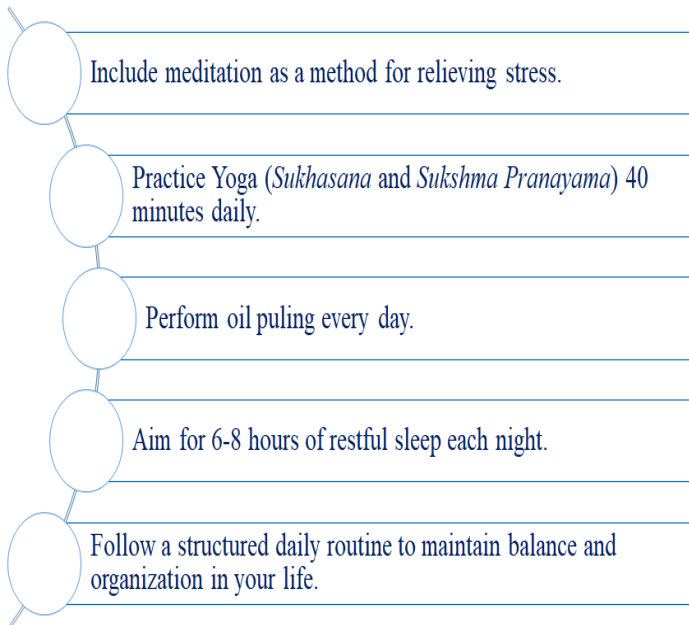 Include meditation as a method for relieving stress.
Practice Yoga (Sukhasana and Sukshma Pranayama) 40
minutes daily.
Perform oil puling every day.
Aim for 6-8 hours of restful sleep each night.
Follow a structured daily routine to maintain balance and
organization in your life.